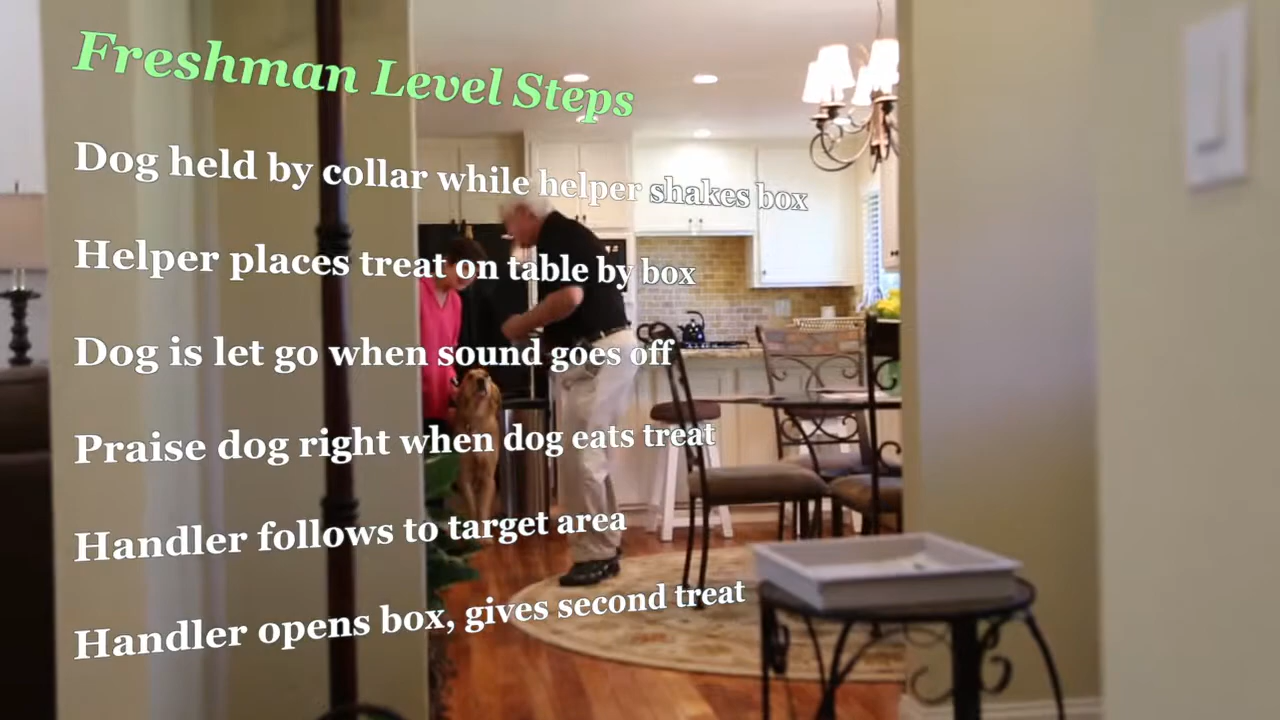 Freshman Level Steps
Dog held by collar while helper shakes box
Helper places treat on table by box
Dog is let go when sound goes off
Praise dog right when dog eats treat
Handler follows to target area
Handler opens box, gives second treat